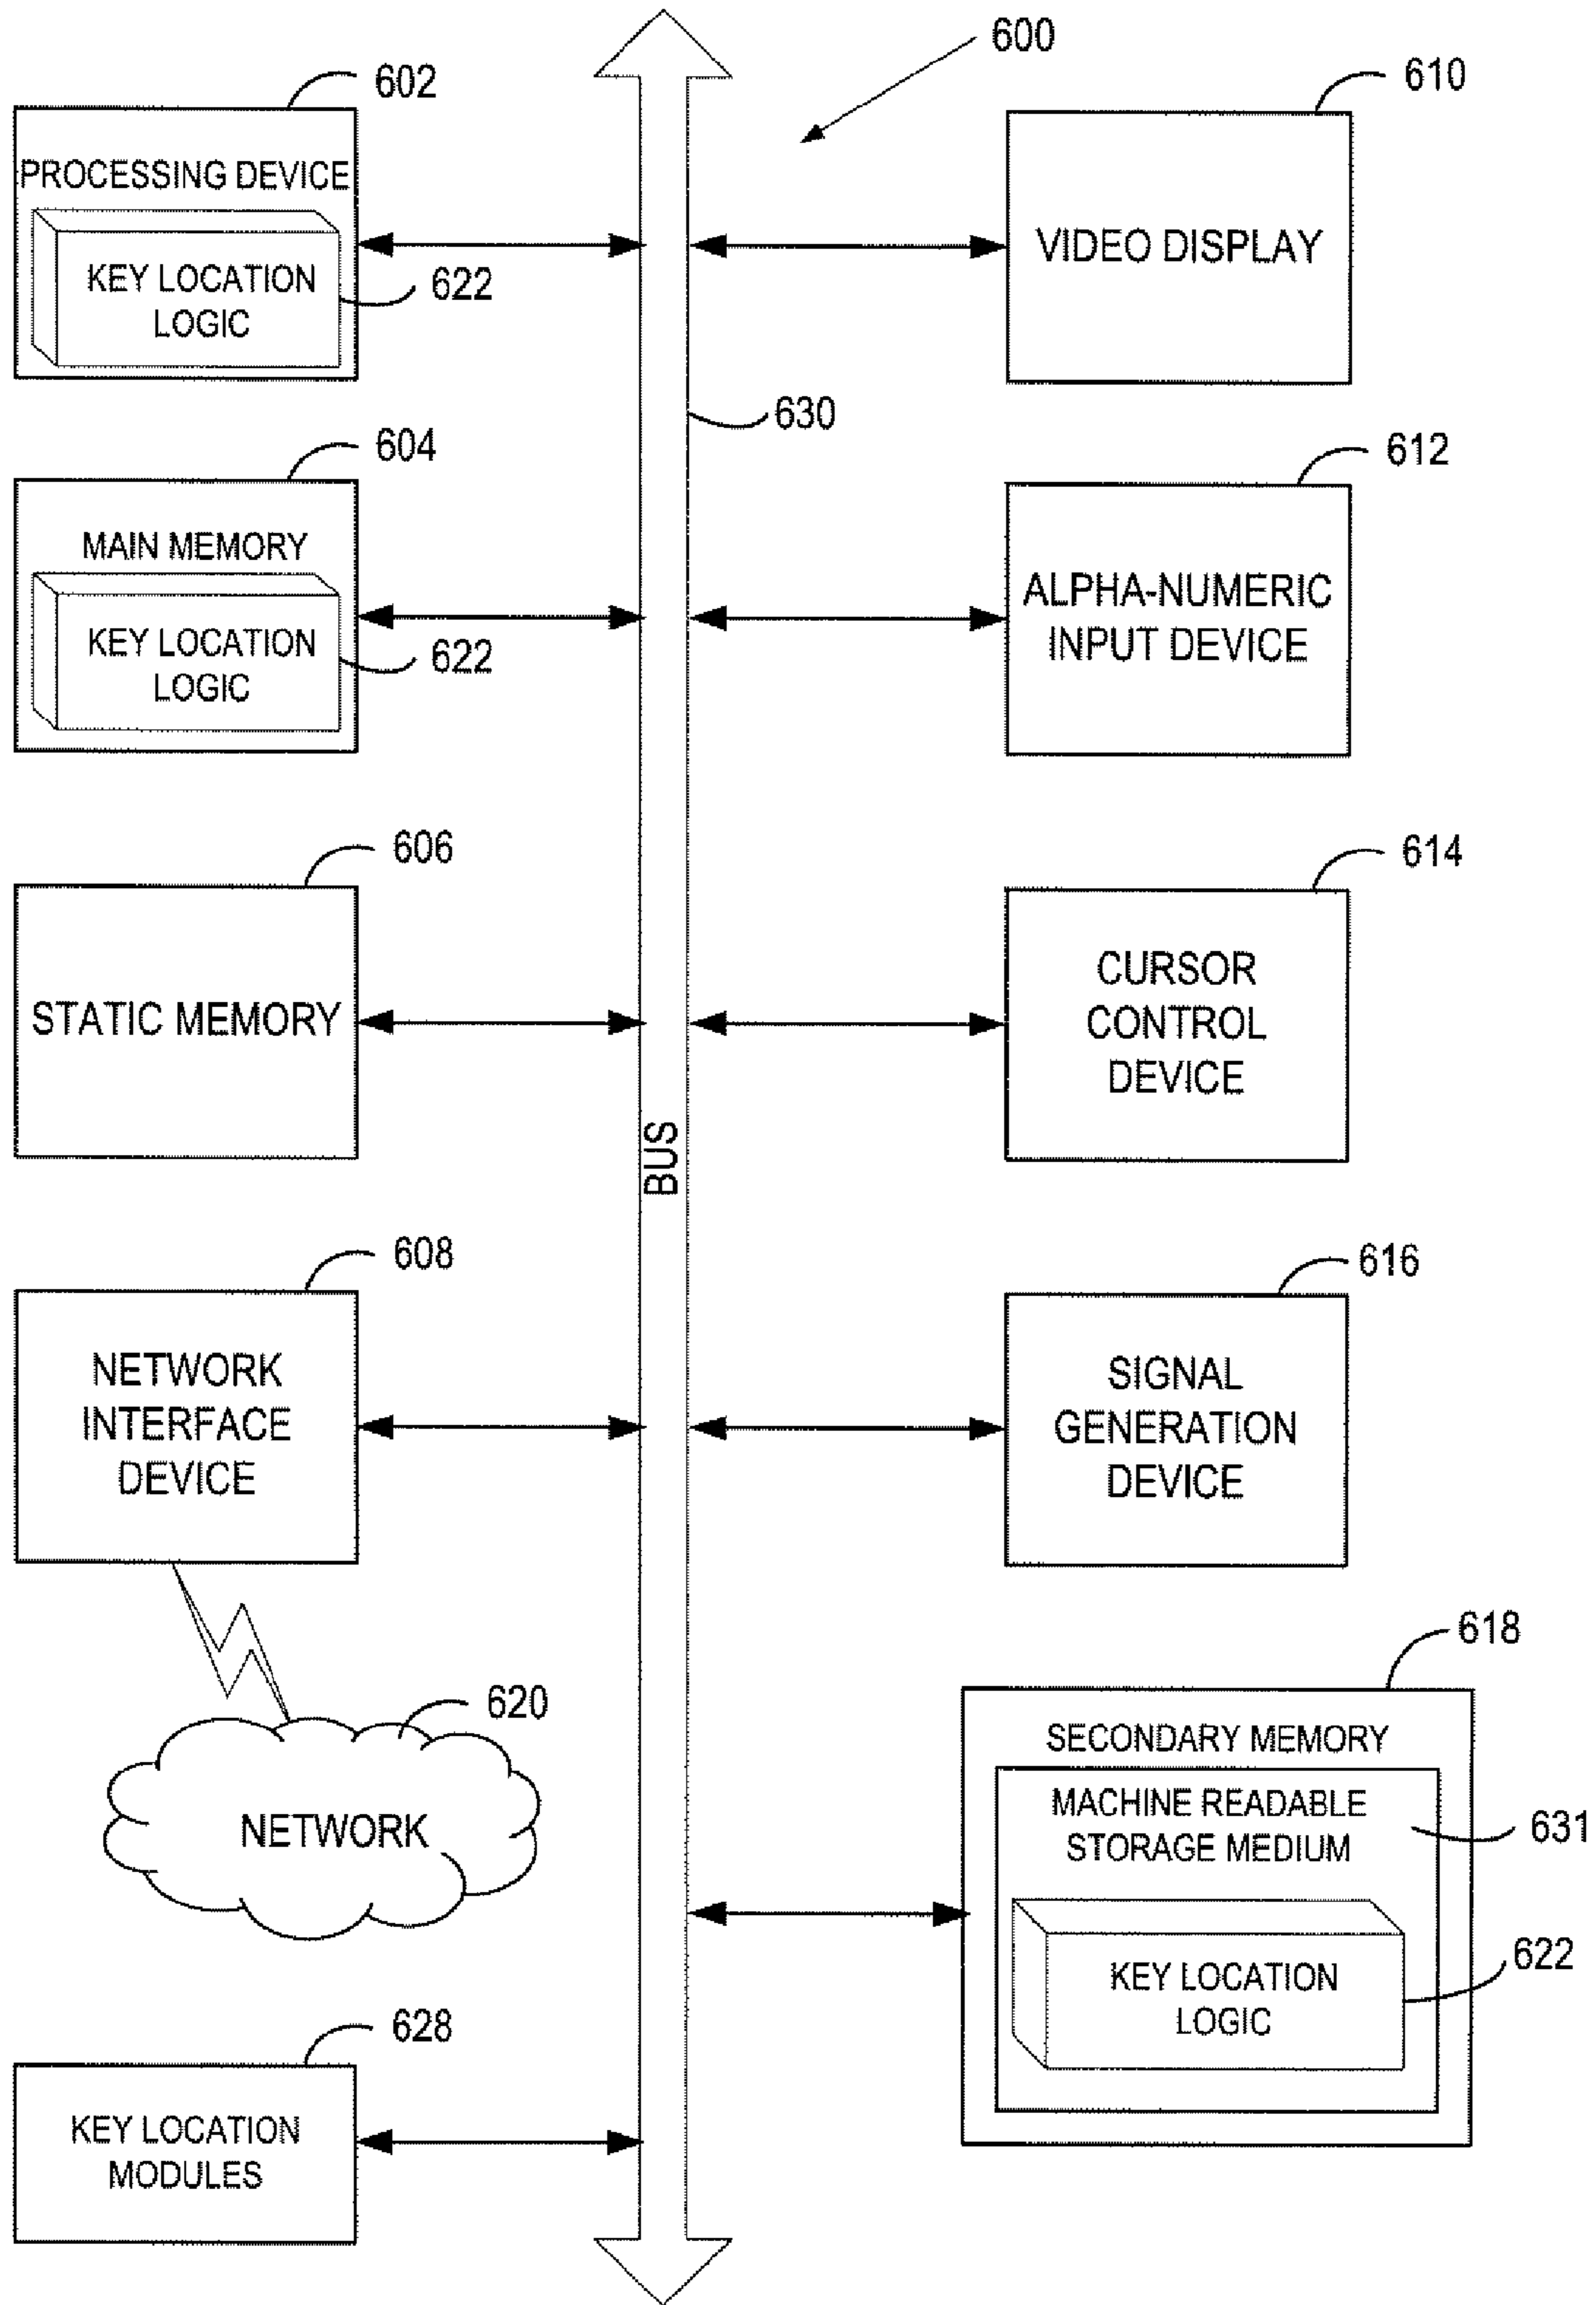 600
602
PROCESSING DEVICE
KEY LOCATION
LOGIC
622
604
MAIN MEMORY
KEY LOCATION
LOGIC
622
606
STATIC MEMORY
608
NETWORK
INTERFACE
DEVICE
620
NETWORK
628
KEY LOCATION
MODULES
630
BUS
610
VIDEO DISPLAY
612
ALPHA-NUMERIC
INPUT DEVICE
614
CURSOR
CONTROL
DEVICE
616
SIGNAL
GENERATION
DEVICE
618
SECONDARY MEMORY
MACHINE READABLE
STORAGE MEDIUM
631
KEY LOCATION
LOGIC
622